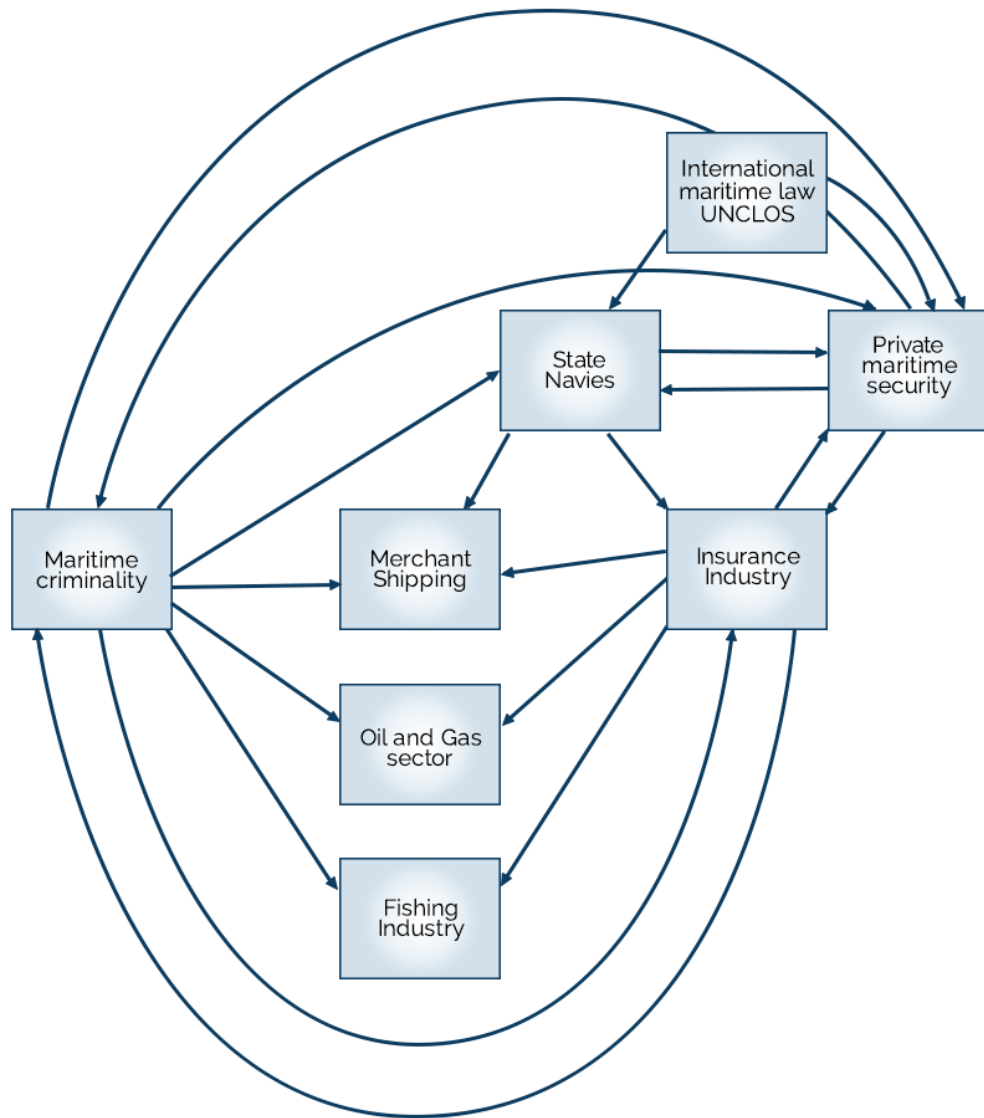 International
maritime law
UNCLOS
State
Navies
Private
maritime
security
Maritime
criminality
Merchant
Shipping
Insurance
Industry
Oil and Gas
sector
Fishing
Industry